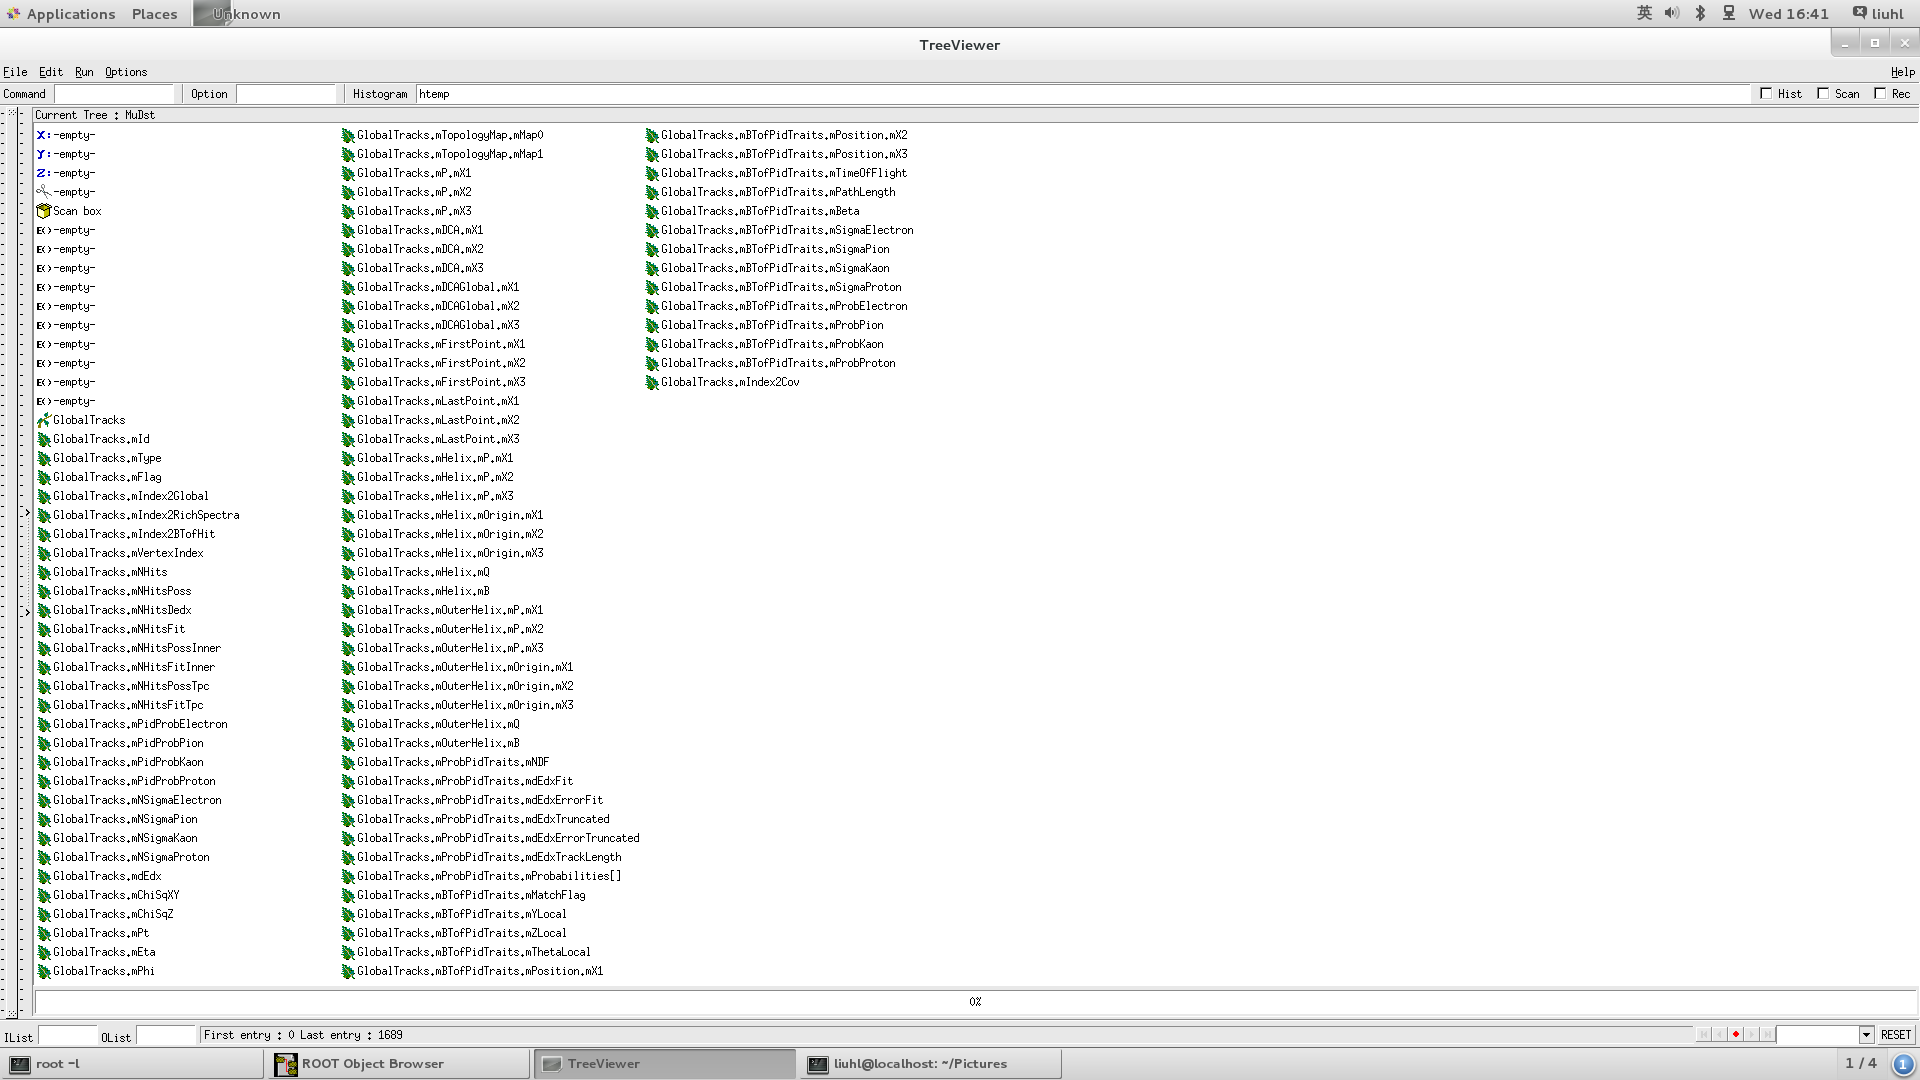 Applications Places Unknown 英 Wed 16:41 liuhl
TreeViewer
File Edit Run Options Help
Command Option Histogram htemp Hist Scan Rec
Current Tree : MuDst
X: -empty-
Y: -empty-
Z: -empty-
-empty-
Scan box
E() -empty-
E() -empty-
E() -empty-
E() -empty-
E() -empty-
E() -empty-
E() -empty-
E() -empty-
E() -empty-
E() -empty-
GlobalTracks
GlobalTracks.mId
GlobalTracks.mType
GlobalTracks.mFlag
GlobalTracks.mIndex2Global
GlobalTracks.mIndex2RichSpectra
GlobalTracks.mIndex2BTofHit
GlobalTracks.mVertexIndex
GlobalTracks.mNHits
GlobalTracks.mNHitsPoss
GlobalTracks.mNHitsDedx
GlobalTracks.mNHitsFit
GlobalTracks.mNHitsPossInner
GlobalTracks.mNHitsFitInner
GlobalTracks.mNHitsPossTpc
GlobalTracks.mNHitsFitTpc
GlobalTracks.mPidProbElectron
GlobalTracks.mPidProbPion
GlobalTracks.mPidProbKaon
GlobalTracks.mPidProbProton
GlobalTracks.mNSigmaElectron
GlobalTracks.mNSigmaPion
GlobalTracks.mNSigmaKaon
GlobalTracks.mNSigmaProton
GlobalTracks.mdEdx
GlobalTracks.mChiSqXY
GlobalTracks.mChiSqZ
GlobalTracks.mPt
GlobalTracks.mEta
GlobalTracks.mPhi
GlobalTracks.mTopologyMap.mMap0
GlobalTracks.mTopologyMap.mMap1
GlobalTracks.mP.mX1
GlobalTracks.mP.mX2
GlobalTracks.mP.mX3
GlobalTracks.mDCA.mX1
GlobalTracks.mDCA.mX2
GlobalTracks.mDCA.mX3
GlobalTracks.mDCAGlobal.mX1
GlobalTracks.mDCAGlobal.mX2
GlobalTracks.mDCAGlobal.mX3
GlobalTracks.mFirstPoint.mX1
GlobalTracks.mFirstPoint.mX2
GlobalTracks.mFirstPoint.mX3
GlobalTracks.mLastPoint.mX1
GlobalTracks.mLastPoint.mX2
GlobalTracks.mLastPoint.mX3
GlobalTracks.mHelix.mP.mX1
GlobalTracks.mHelix.mP.mX2
GlobalTracks.mHelix.mP.mX3
GlobalTracks.mHelix.mOrigin.mX1
GlobalTracks.mHelix.mOrigin.mX2
GlobalTracks.mHelix.mOrigin.mX3
GlobalTracks.mHelix.mQ
GlobalTracks.mHelix.mB
GlobalTracks.mOuterHelix.mP.mX1
GlobalTracks.mOuterHelix.mP.mX2
GlobalTracks.mOuterHelix.mP.mX3
GlobalTracks.mOuterHelix.mOrigin.mX1
GlobalTracks.mOuterHelix.mOrigin.mX2
GlobalTracks.mOuterHelix.mOrigin.mX3
GlobalTracks.mOuterHelix.mQ
GlobalTracks.mOuterHelix.mB
GlobalTracks.mProbPidTraits.mNDF
GlobalTracks.mProbPidTraits.mdEdxFit
GlobalTracks.mProbPidTraits.mdEdxErrorFit
GlobalTracks.mProbPidTraits.mdEdxTruncated
GlobalTracks.mProbPidTraits.mdEdxErrorTruncated
GlobalTracks.mProbPidTraits.mdEdxTrackLength
GlobalTracks.mProbPidTraits.mProbabilities[]
GlobalTracks.mBTofPidTraits.mMatchFlag
GlobalTracks.mBTofPidTraits.mYLocal
GlobalTracks.mBTofPidTraits.mZLocal
GlobalTracks.mBTofPidTraits.mThetaLocal
GlobalTracks.mBTofPidTraits.mPosition.mX1
GlobalTracks.mBTofPidTraits.mPosition.mX2
GlobalTracks.mBTofPidTraits.mPosition.mX3
GlobalTracks.mBTofPidTraits.mTimeOfFlight
GlobalTracks.mBTofPidTraits.mPathLength
GlobalTracks.mBTofPidTraits.mBeta
GlobalTracks.mBTofPidTraits.mSigmaElectron
GlobalTracks.mBTofPidTraits.mSigmaPion
GlobalTracks.mBTofPidTraits.mSigmaKaon
GlobalTracks.mBTofPidTraits.mSigmaProton
GlobalTracks.mBTofPidTraits.mProbElectron
GlobalTracks.mBTofPidTraits.mProbPion
GlobalTracks.mBTofPidTraits.mProbKaon
GlobalTracks.mBTofPidTraits.mProbProton
GlobalTracks.mIndex2Cov
0%
IList OList First entry : 0 Last entry : 1689 RESET
root -l ROOT Object Browser TreeViewer liuhl@localhost: ~/Pictures 1 / 4 1